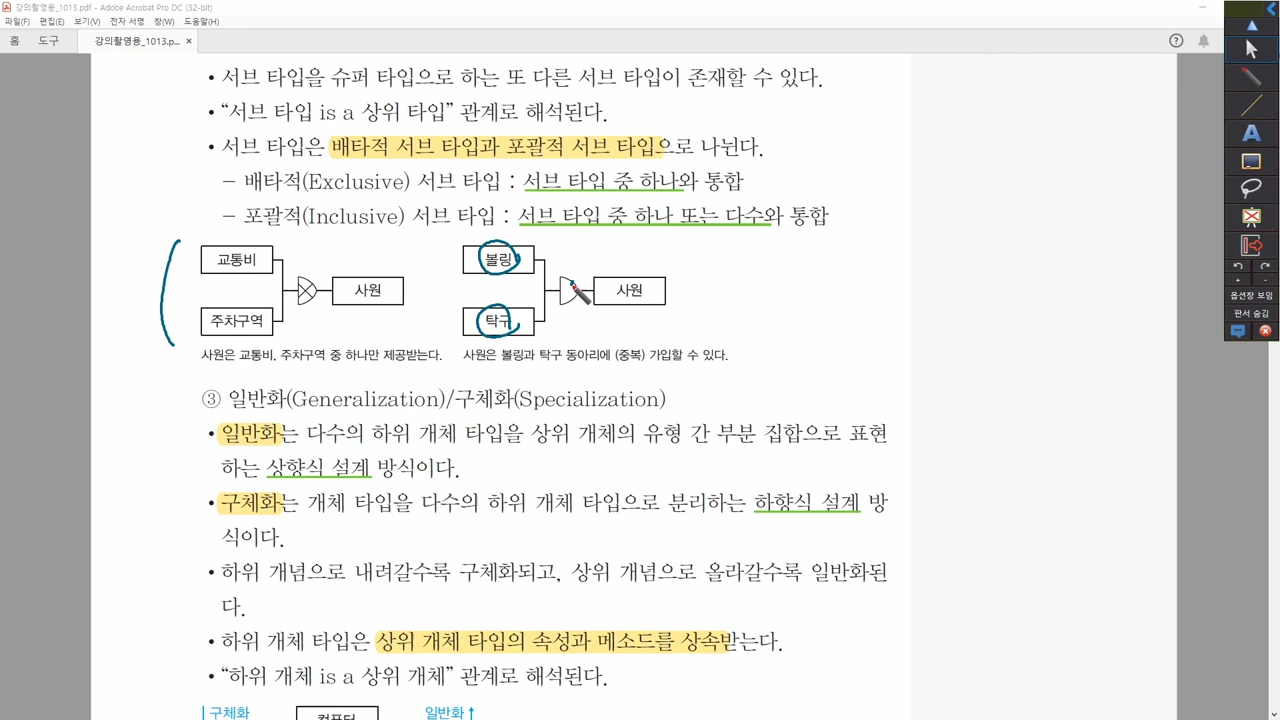 강의촬영용_1013.pdf - Adobe Acrobat Pro DC (32-bit)
파일(F) 편집(E) 보기(V) 전자 서명 창(W) 도움말(H)
홈 도구 강의촬영용_1013.p... ×
• 서브 타입을 슈퍼 타입으로 하는 또 다른 서브 타입이 존재할 수 있다.
• “서브 타입 is a 상위 타입” 관계로 해석된다.
• 서브 타입은 배타적 서브 타입과 포괄적 서브 타입으로 나뉜다.
– 배타적(Exclusive) 서브 타입 : 서브 타입 중 하나와 통합
– 포괄적(Inclusive) 서브 타입 : 서브 타입 중 하나 또는 다수와 통합
교통비 볼링
사원 사원
주차구역 탁구
사원은 교통비, 주차구역 중 하나만 제공받는다. 사원은 볼링과 탁구 동아리에 (중복) 가입할 수 있다.
③ 일반화(Generalization)/구체화(Specialization)
• 일반화는 다수의 하위 개체 타입을 상위 개체의 유형 간 부분 집합으로 표현
하는 상향식 설계 방식이다.
• 구체화는 개체 타입을 다수의 하위 개체 타입으로 분리하는 하향식 설계 방
식이다.
• 하위 개념으로 내려갈수록 구체화되고, 상위 개념으로 올라갈수록 일반화된
다.
• 하위 개체 타입은 상위 개체 타입의 속성과 메소드를 상속받는다.
• “하위 개체 is a 상위 개체” 관계로 해석된다.
구체화 컴퓨터 일반화
옵션장 보임
판서 숨김